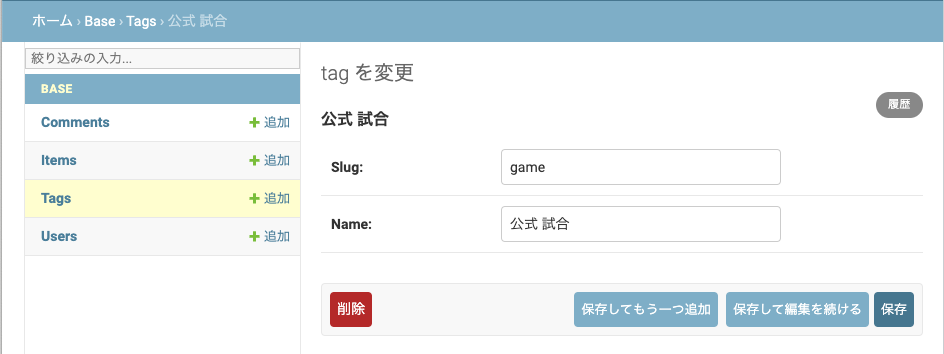 ホーム › Base › Tags › 公式 試合
絞り込みの入力...
BASE
Comments
追加
Items
追加
Tags
追加
Users
追加
tag を変更
履歴
公式 試合
Slug:
game
Name:
公式 試合
削除
保存してもう一つ追加
保存して編集を続ける
保存